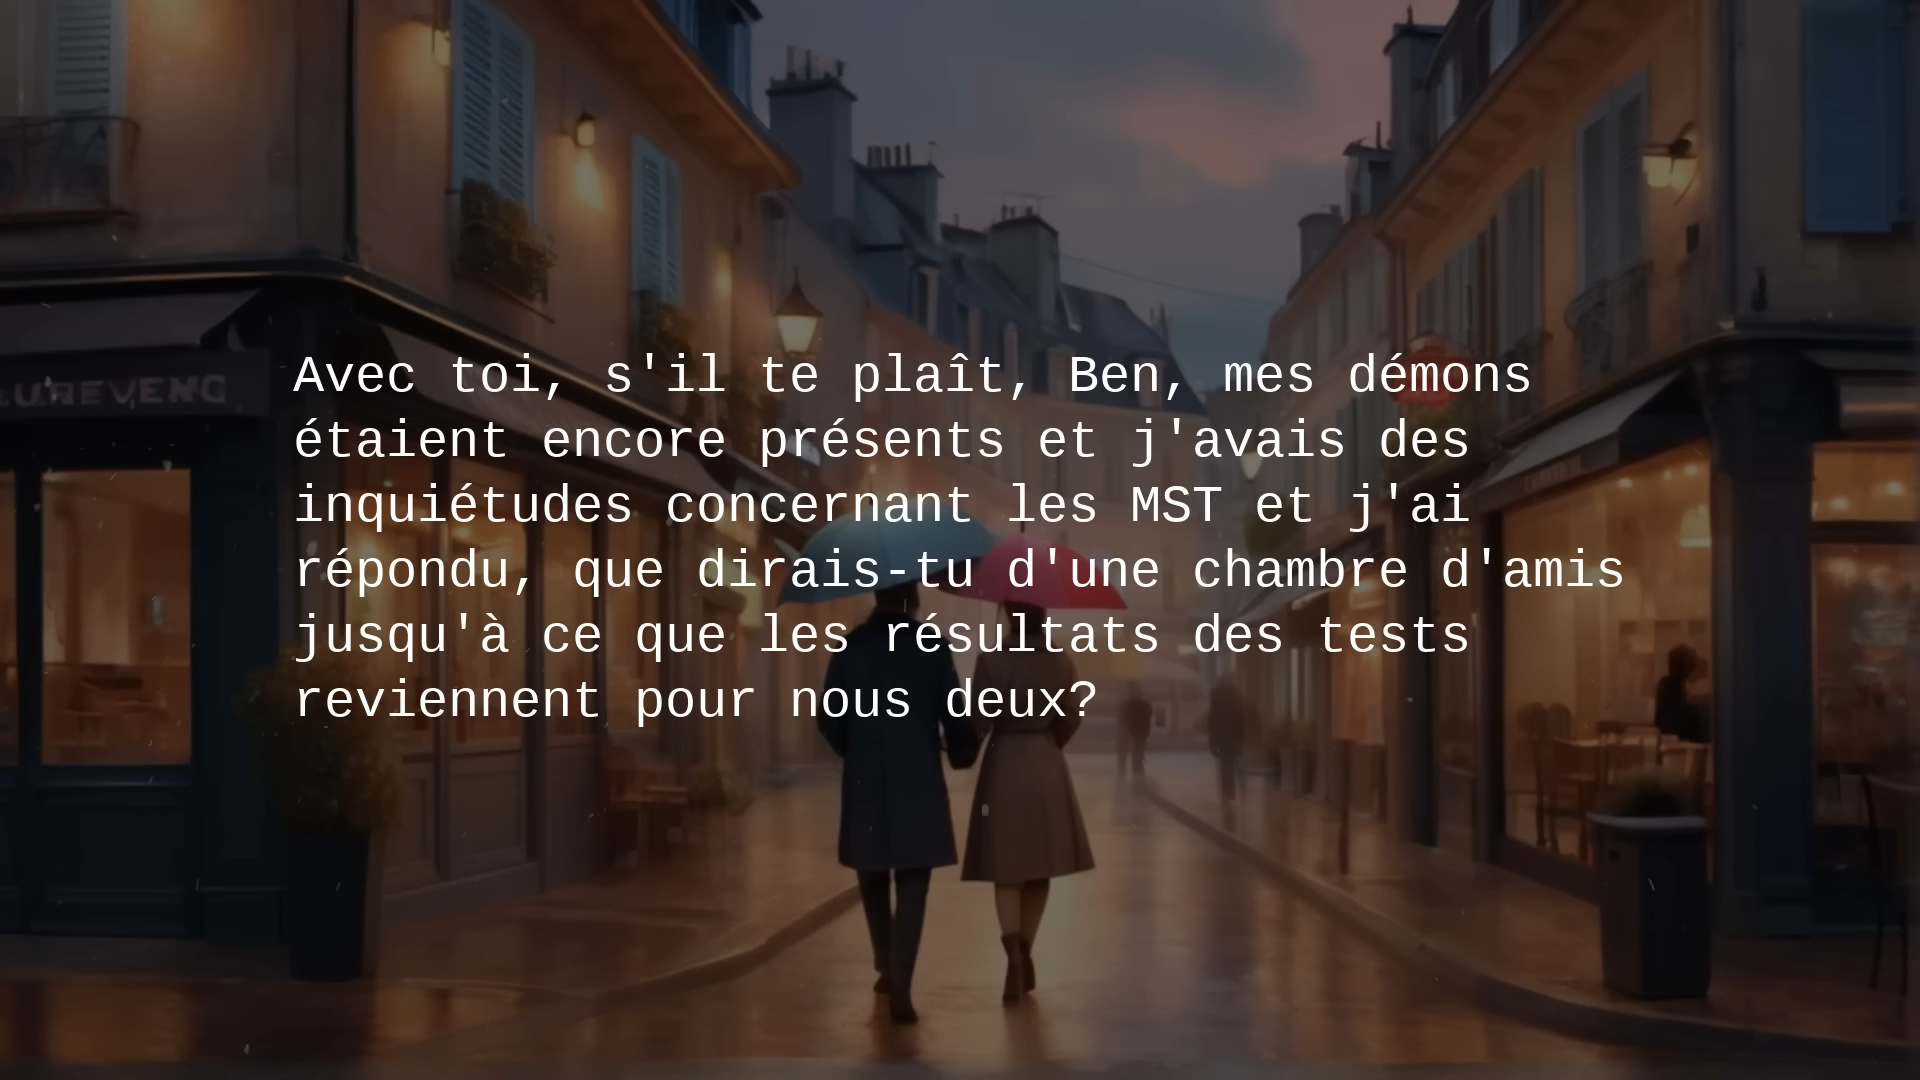 Avec toi, s'il te plaît, Ben, mes démons
étaient encore présents et j'avais des
inquiétudes concernant les MST et j'ai
répondu, que dirais-tu d'une chambre d'amis
jusqu'à ce que les résultats des tests
reviennent pour nous deux?